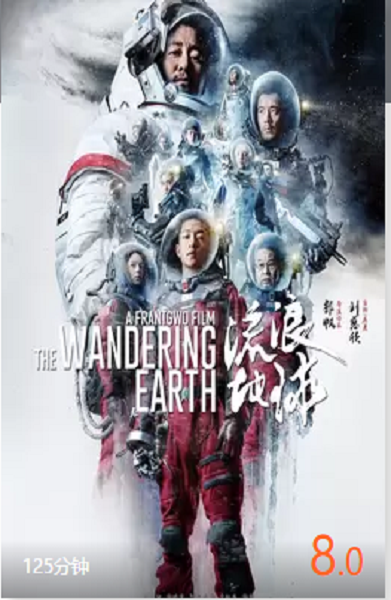 A FRANTGWO FILM
THE WANDERING
EARTH
流浪
地球
郭帆
刘慈欣
125分钟
8.0